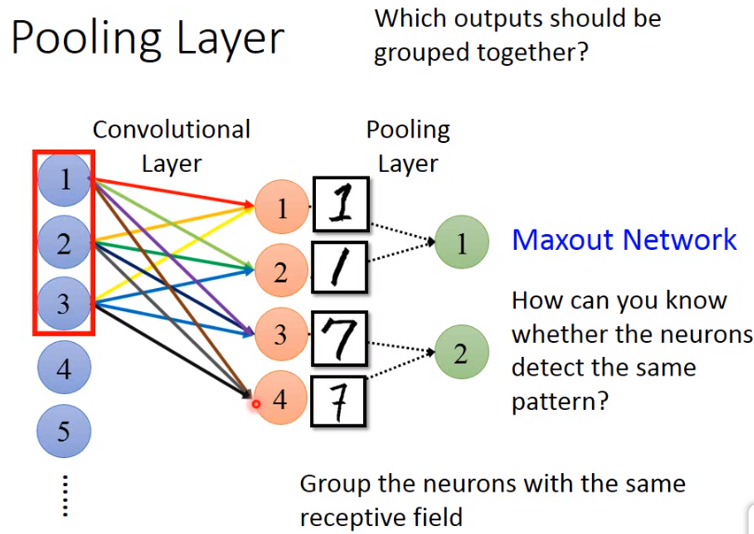 Pooling Layer
Which outputs should be
grouped together?
Convolutional
Layer
Pooling
Layer
1
2
3
4
5
1
2
3
4
1
1
7
7
1
2
Maxout Network
How can you know
whether the neurons
detect the same
pattern?
Group the neurons with the same
receptive field